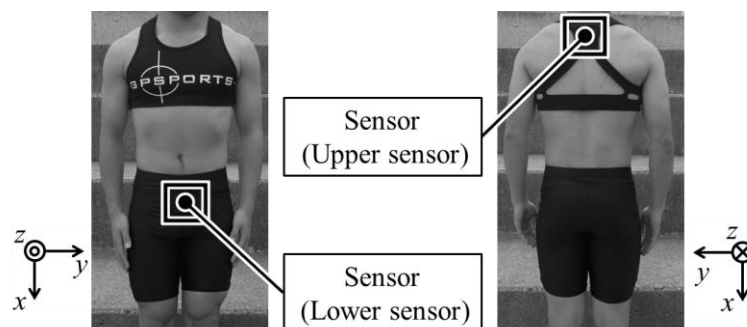 GPSPORTS
Sensor
(Upper sensor)
z
y
x
Sensor
(Lower sensor)
z
y
x